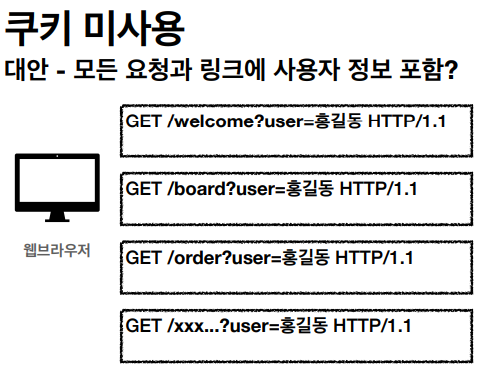 쿠키 미사용
대안 - 모든 요청과 링크에 사용자 정보 포함?
GET /welcome?user=홍길동 HTTP/1.1
GET /board?user=홍길동 HTTP/1.1
웹브라우저
GET /order?user=홍길동 HTTP/1.1
GET /xxx...?user=홍길동 HTTP/1.1